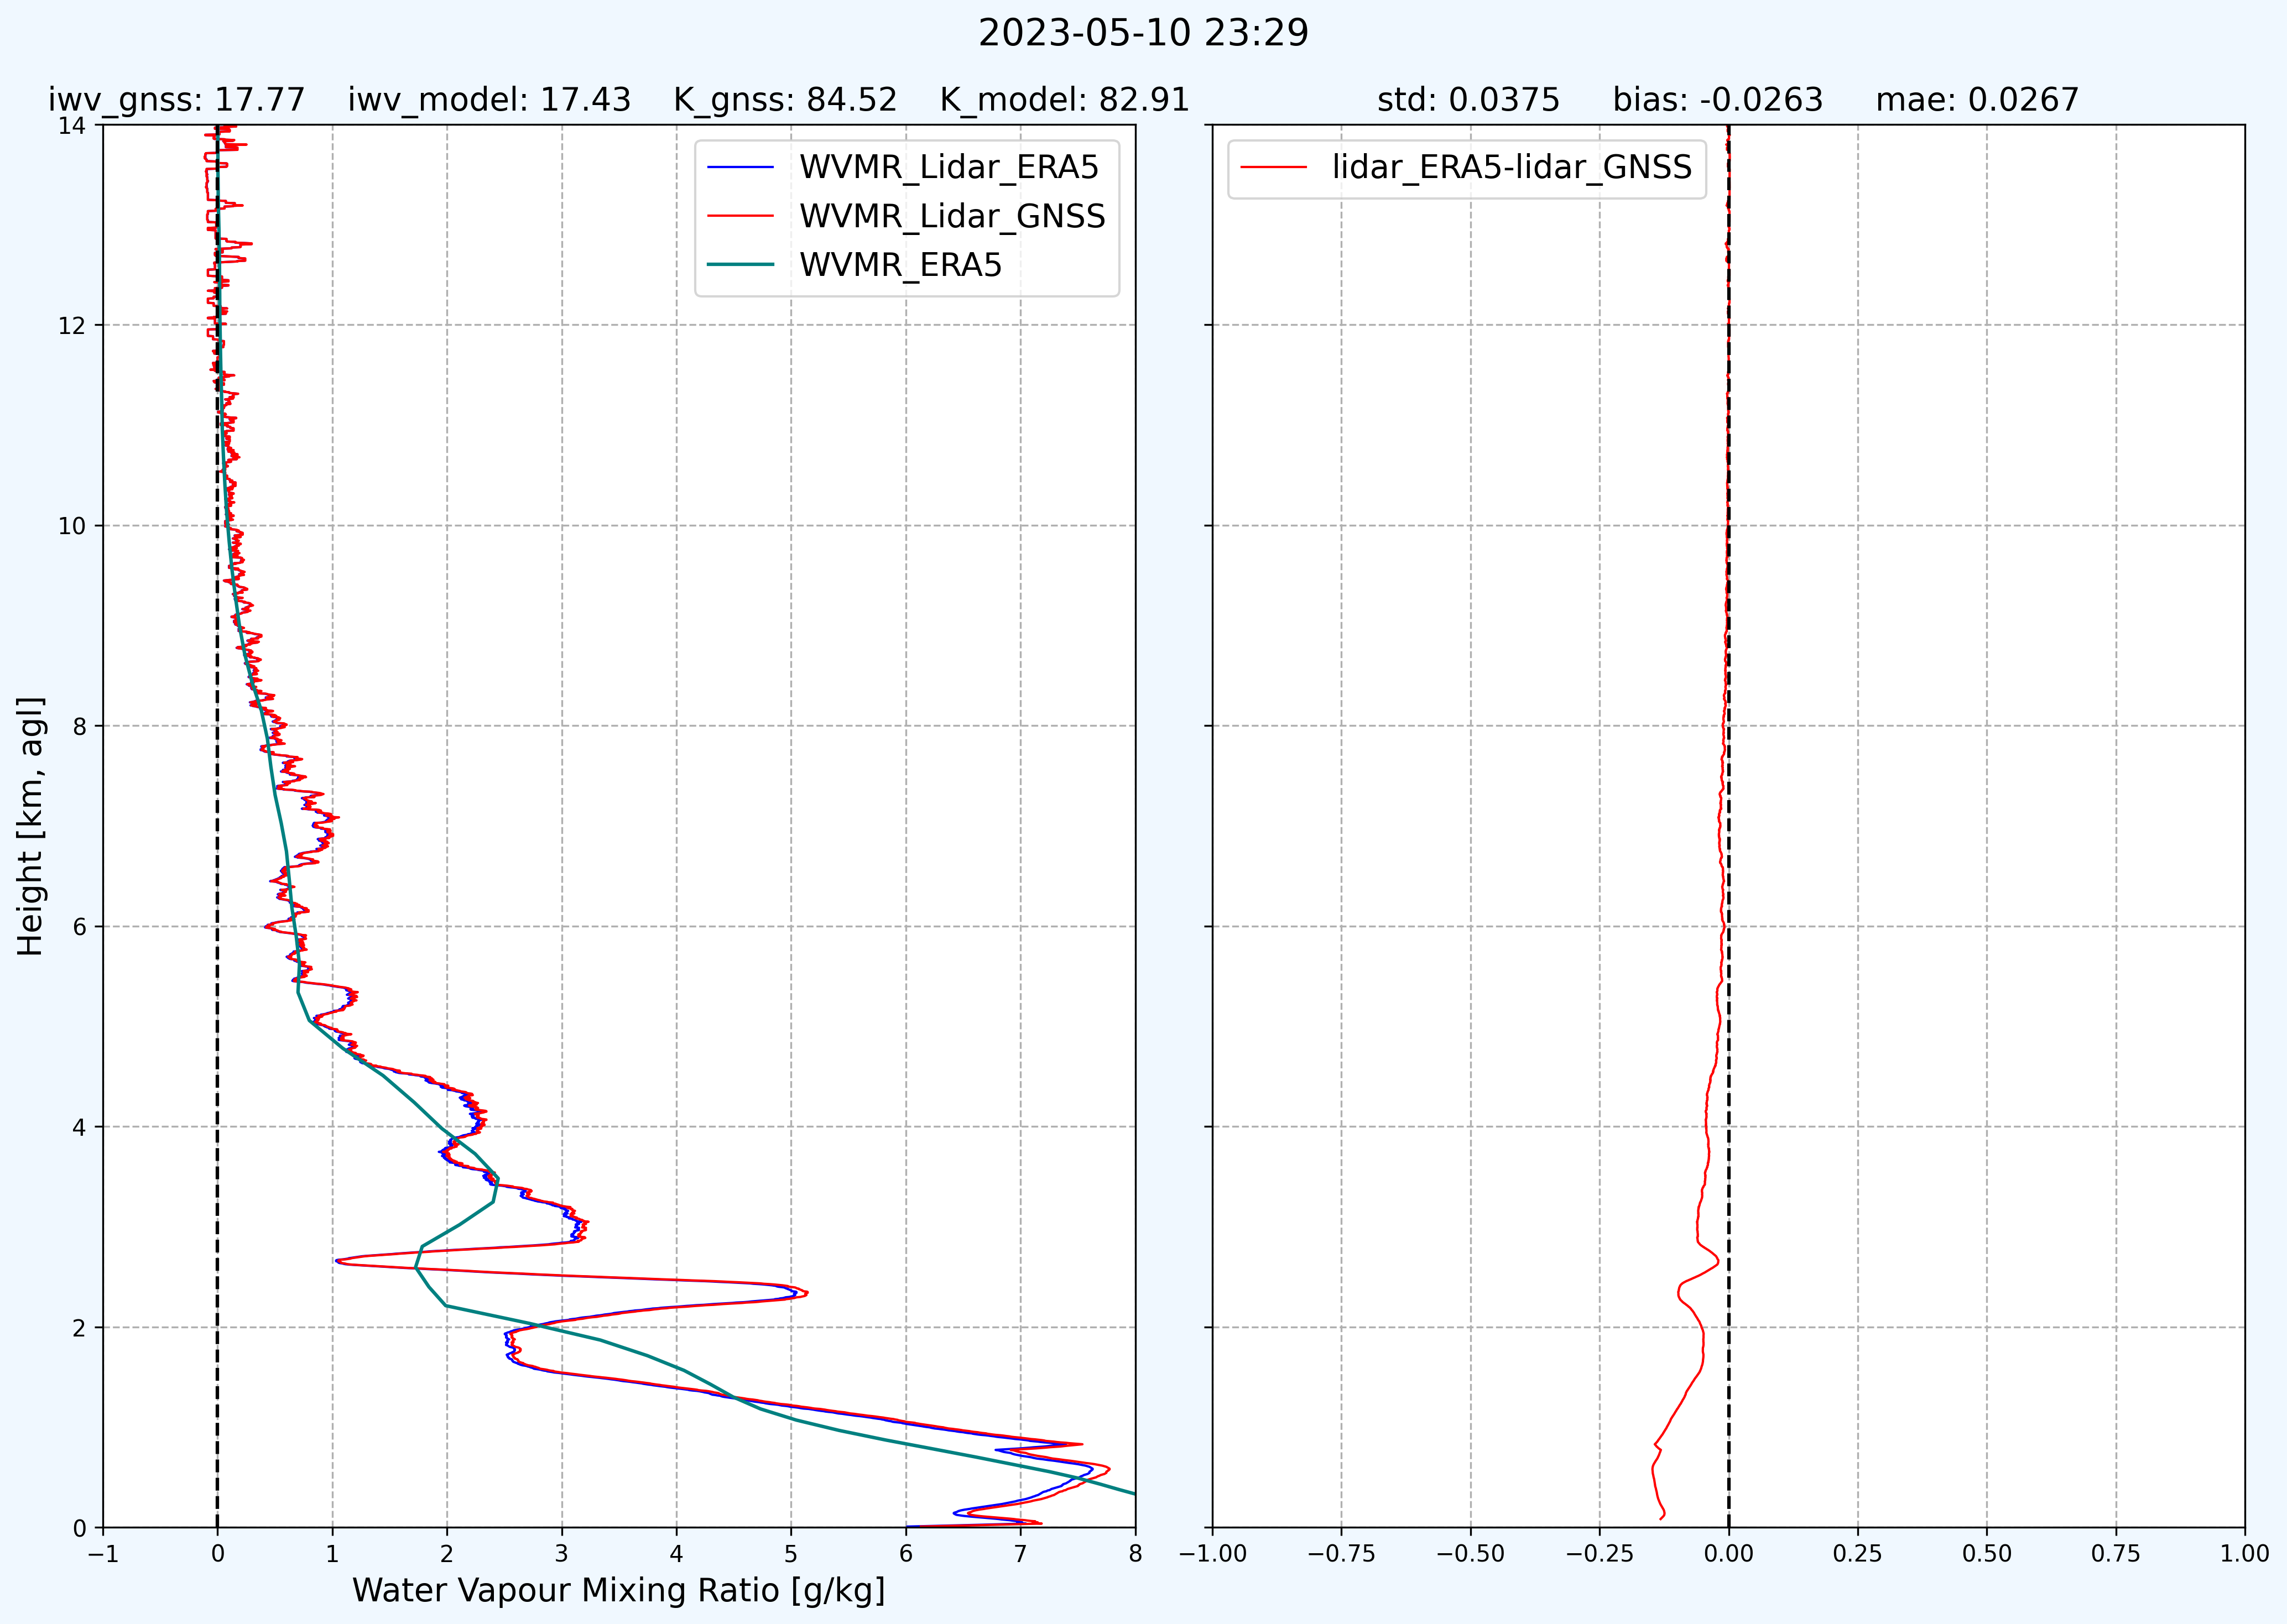 2023-05-10 23:29
iwv_gnss: 17.77 iwv_model: 17.43 K_gnss: 84.52 K_model: 82.91
std: 0.0375 bias: -0.0263 mae: 0.0267
WVMR_Lidar_ERA5
WVMR_Lidar_GNSS
WVMR_ERA5
lidar_ERA5-lidar_GNSS
14
12
10
8
6
4
2
0
Height [km, agl]
−1 0 1 2 3 4 5 6 7 8
Water Vapour Mixing Ratio [g/kg]
−1.00 −0.75 −0.50 −0.25 0.00 0.25 0.50 0.75 1.00